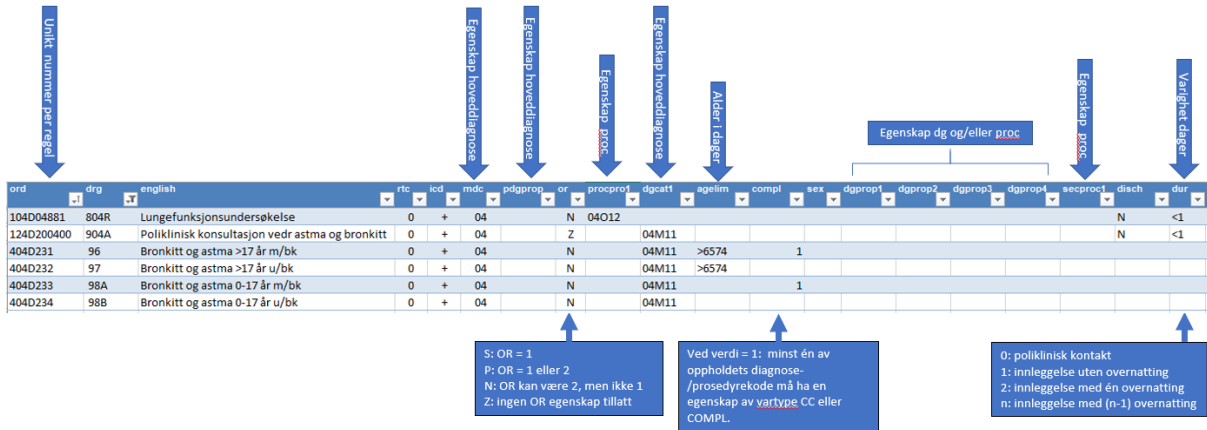 Unikt nummer per regel
Egenskap hoveddiagnose
Egenskap hoveddiagnose
Egenskap proc
Egenskap hoveddiagnose
Alder i dager
Egenskap dg og/eller proc
Egenskap proc
Varighet dager
ord drg english rtc icd mdc pdgprop or procpro1 dgcat1 agelim compl sex dgprop1 dgprop2 dgprop3 dgprop4 secproc1 disch dur
104D04881 804R Lungefunksjonsundersøkelse 0 + 04 N 04O12 N <1
124D200400 904A Poliklinisk konsultasjon vedr astma og bronkitt 0 + 04 Z 04M11 N <1
404D231 96 Bronkitt og astma >17 år m/bk 0 + 04 N 04M11 >6574 1
404D232 97 Bronkitt og astma >17 år u/bk 0 + 04 N 04M11 >6574
404D233 98A Bronkitt og astma 0-17 år m/bk 0 + 04 N 04M11 1
404D234 98B Bronkitt og astma 0-17 år u/bk 0 + 04 N 04M11
S: OR = 1
P: OR = 1 eller 2
N: OR kan være 2, men ikke 1
Z: ingen OR egenskap tillatt
Ved verdi = 1: minst én av
oppholdets diagnose-
/prosedyrekode må ha en
egenskap av vartype CC eller
COMPL.
0: poliklinisk kontakt
1: innleggelse uten overnatting
2: innleggelse med én overnatting
n: innleggelse med (n-1) overnatting